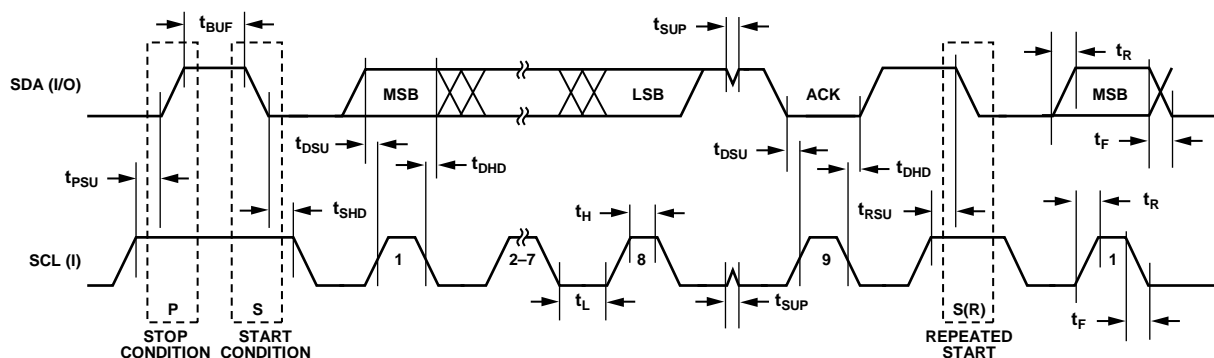 tBUF
tSUP
tR
SDA (I/O)
MSB
LSB
ACK
MSB
tF
tDSU
tDHD
tDSU
tDHD
tPSU
tSHD
tH
tRSU
tR
SCL (I)
1
2–7
8
9
1
P
S
tL
tSUP
S(R)
tF
STOP
CONDITION
START
CONDITION
REPEATED
START